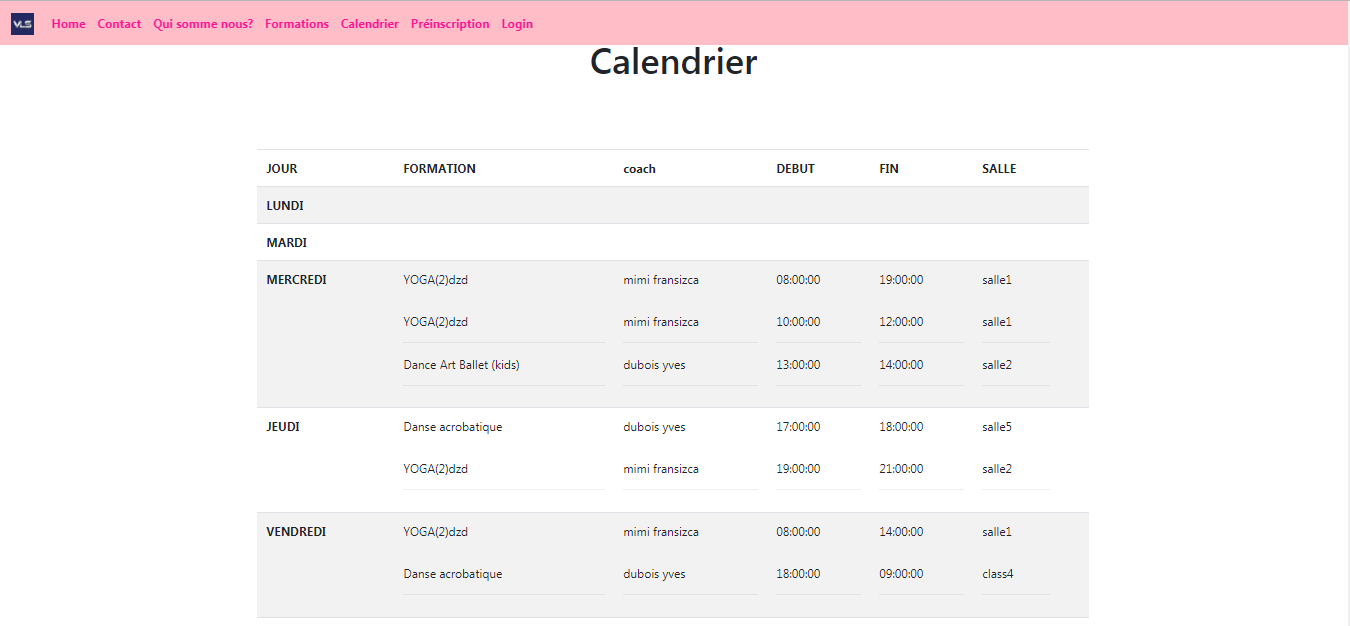 VLS Home Contact Qui somme nous? Formations Calendrier Préinscription Login
Calendrier
JOUR FORMATION coach DEBUT FIN SALLE
LUNDI
MARDI
MERCREDI YOGA(2)dzd mimi fransizca 08:00:00 19:00:00 salle1
YOGA(2)dzd mimi fransizca 10:00:00 12:00:00 salle1
Dance Art Ballet (kids) dubois yves 13:00:00 14:00:00 salle2
JEUDI Danse acrobatique dubois yves 17:00:00 18:00:00 salle5
YOGA(2)dzd mimi fransizca 19:00:00 21:00:00 salle2
VENDREDI YOGA(2)dzd mimi fransizca 08:00:00 14:00:00 salle1
Danse acrobatique dubois yves 18:00:00 09:00:00 class4